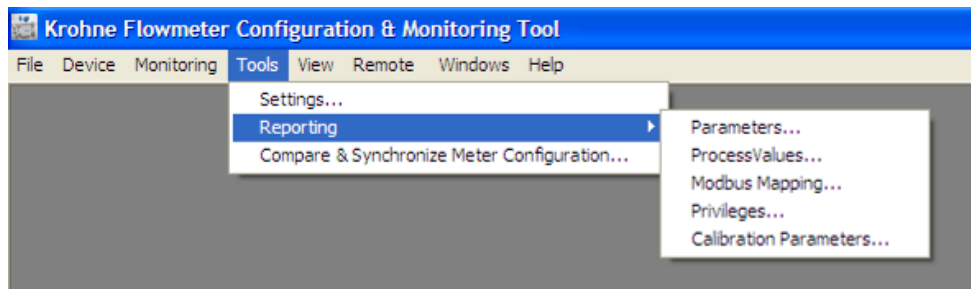 Krohne Flowmeter Configuration & Monitoring Tool
File Device Monitoring Tools View Remote Windows Help
Settings...
Reporting
Compare & Synchronize Meter Configuration...
Parameters...
ProcessValues...
Modbus Mapping...
Privileges...
Calibration Parameters...